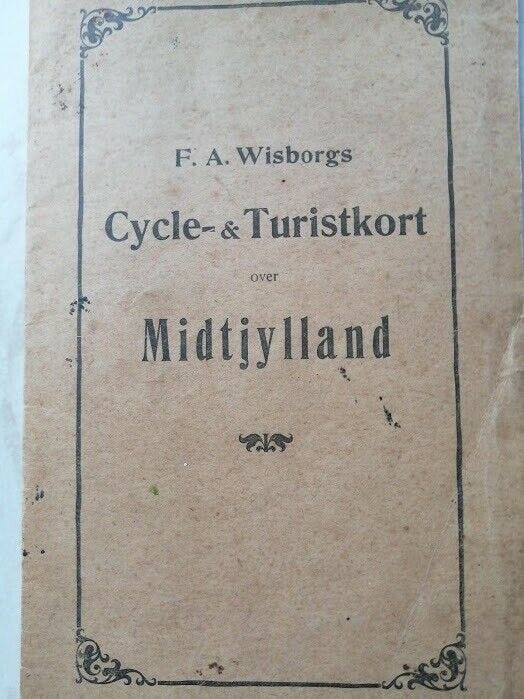 F. A. Wisborgs
Cycle- & Turistkort
over
Midtjylland